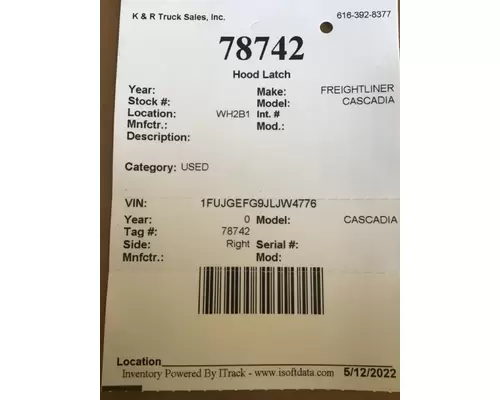 K & R Truck Sales, Inc. 616-392-8377
78742
Hood Latch
Year: Make: FREIGHTLINER
Stock #: Model: CASCADIA
Location: WH2B1 Int. #
Mnfctr.: Mod.:
Description:
Category: USED
VIN: 1FUJGEFG9JLJW4776
Year: 0 Model: CASCADIA
Tag #: 78742
Side: Right Serial #:
Mnfctr.: Mod:
Location
Inventory Powered By ITrack - www.isoftdata.com 5/12/2022